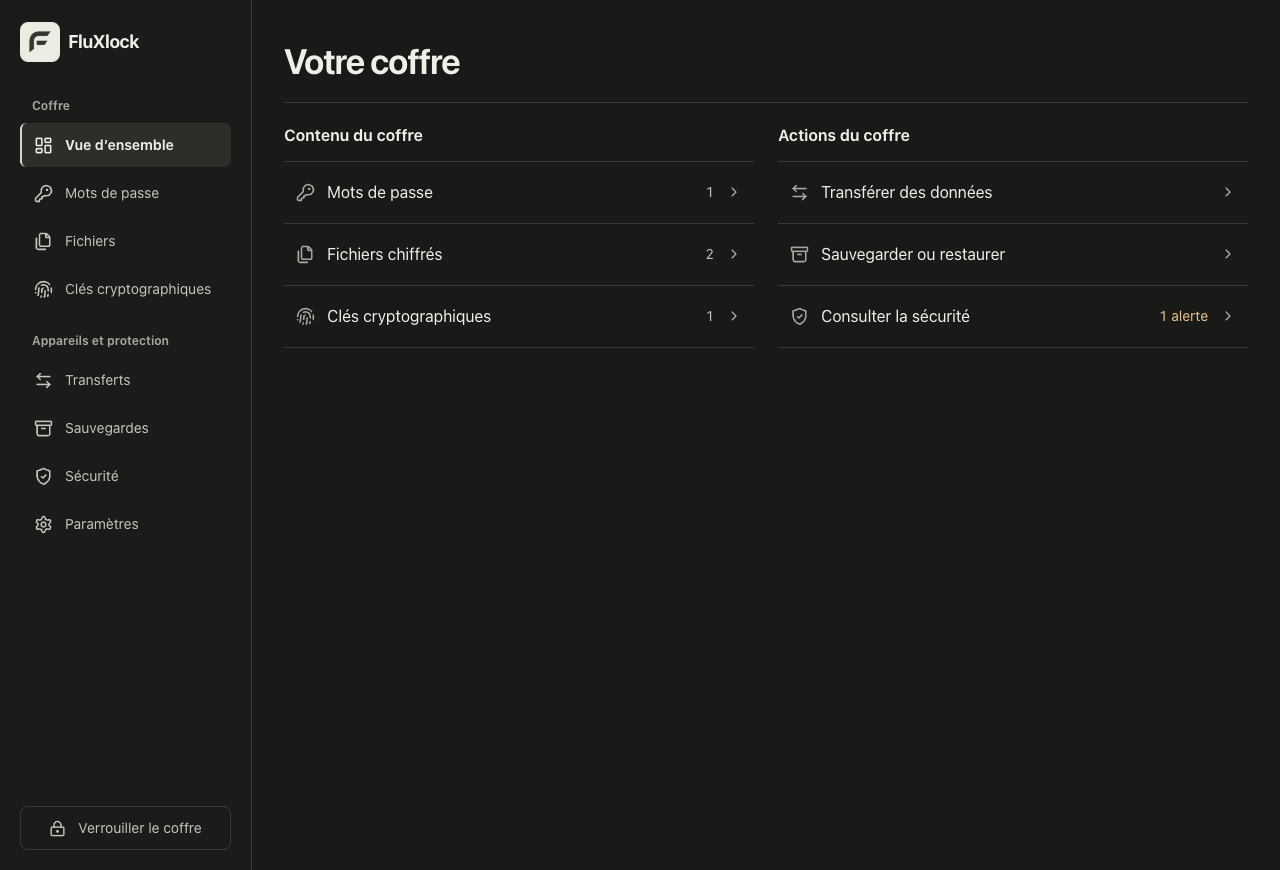 FluXlock
Coffre
Vue d’ensemble
Mots de passe
Fichiers
Clés cryptographiques
Appareils et protection
Transferts
Sauvegardes
Sécurité
Paramètres
Verrouiller le coffre
Votre coffre
Contenu du coffre
Mots de passe 1
Fichiers chiffrés 2
Clés cryptographiques 1
Actions du coffre
Transférer des données
Sauvegarder ou restaurer
Consulter la sécurité 1 alerte